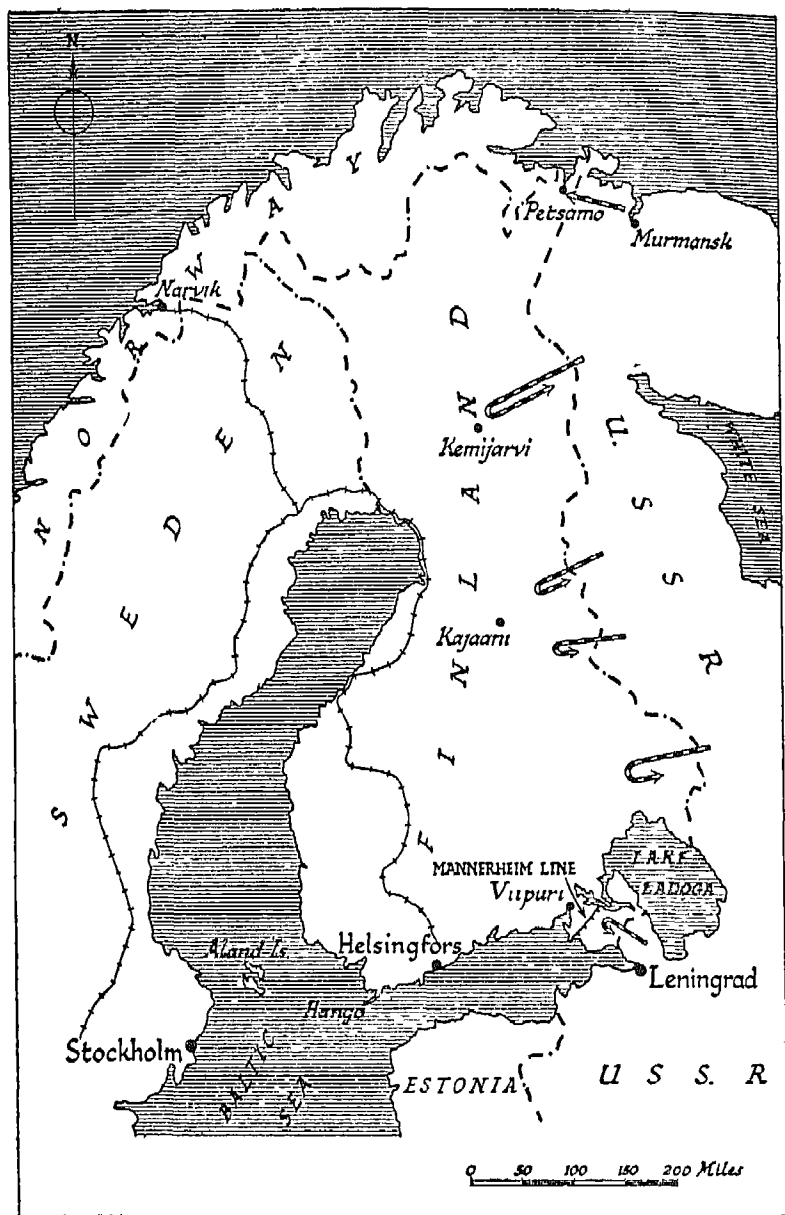 N
NORWAY
Petsamo
Murmansk
Narvik
SWEDEN
FINLAND
Kemijarvi
U.S.S.R
WHITE SEA
Kajaani
LAKE LADOGA
MANNERHEIM LINE
Viipuri
Helsingfors
Leningrad
Aland Is.
Hango
Stockholm
BALTIC SEA
ESTONIA
U S S. R
0 50 100 150 200 Miles